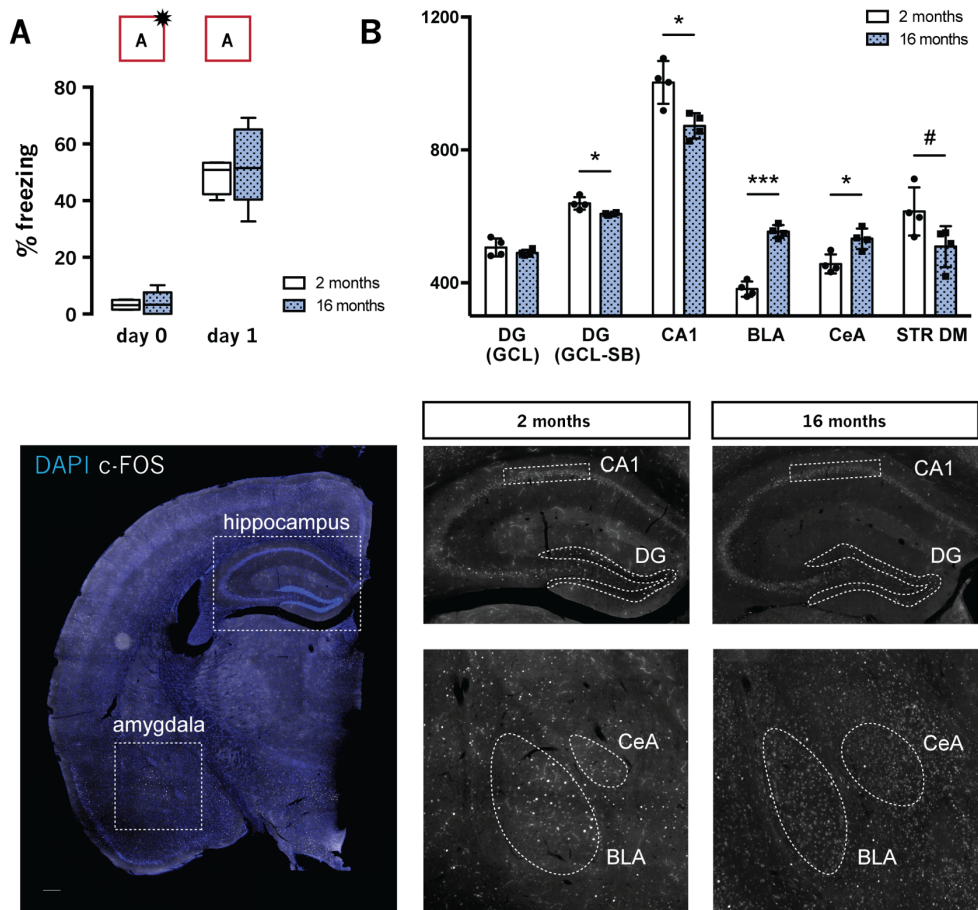 A
A
A
% freezing
80
60
40
20
0
day 0
day 1
2 months
16 months
B
1200
800
400
*
*
***
*
#
2 months
16 months
DG
(GCL)
DG
(GCL-SB)
CA1
BLA
CeA
STR DM
DAPI c-FOS
hippocampus
amygdala
2 months
16 months
CA1
DG
CA1
DG
CeA
BLA
CeA
BLA